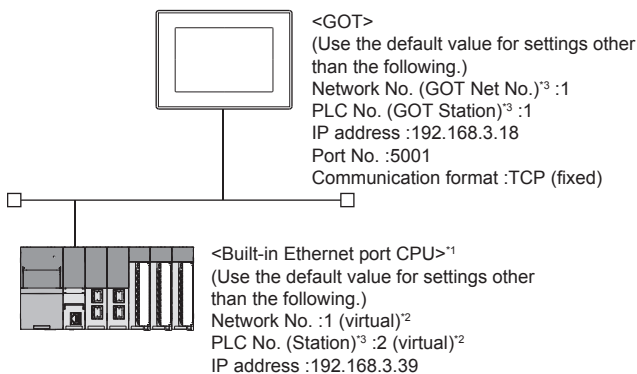 <GOT>
(Use the default value for settings other
than the following.)
Network No. (GOT Net No.)*3 :1
PLC No. (GOT Station)*3 :1
IP address :192.168.3.18
Port No. :5001
Communication format :TCP (fixed)
<Built-in Ethernet port CPU>*1
(Use the default value for settings other
than the following.)
Network No. :1 (virtual)*2
PLC No. (Station)*3 :2 (virtual)*2
IP address :192.168.3.39